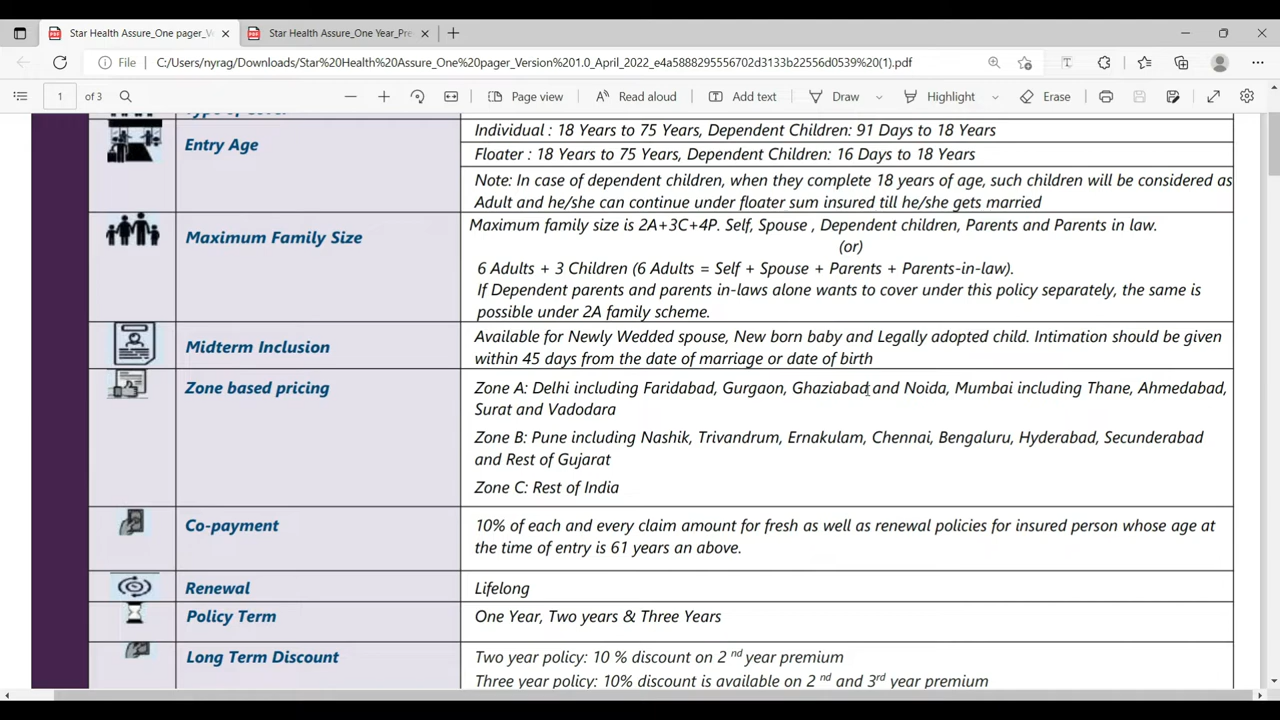 Star Health Assure_One pager_V
Star Health Assure_One Year_Pre
File
C:/Users/nyrag/Downloads/Star%20Health%20Assure_One%20pager_Version%201.0_April_2022_e4a5888295556702d3133b22556d0539%20(1).pdf
1 of 3
Page view
Read aloud
Add text
Draw
Highlight
Erase
Entry Age
Individual : 18 Years to 75 Years, Dependent Children: 91 Days to 18 Years
Floater : 18 Years to 75 Years, Dependent Children: 16 Days to 18 Years
Note: In case of dependent children, when they complete 18 years of age, such children will be considered as
Adult and he/she can continue under floater sum insured till he/she gets married
Maximum Family Size
Maximum family size is 2A+3C+4P. Self, Spouse , Dependent children, Parents and Parents in law.
(or)
6 Adults + 3 Children (6 Adults = Self + Spouse + Parents + Parents-in-law).
If Dependent parents and parents in-laws alone wants to cover under this policy separately, the same is
possible under 2A family scheme.
Midterm Inclusion
Available for Newly Wedded spouse, New born baby and Legally adopted child. Intimation should be given
within 45 days from the date of marriage or date of birth
Zone based pricing
Zone A: Delhi including Faridabad, Gurgaon, Ghaziabad and Noida, Mumbai including Thane, Ahmedabad,
Surat and Vadodara
Zone B: Pune including Nashik, Trivandrum, Ernakulam, Chennai, Bengaluru, Hyderabad, Secunderabad
and Rest of Gujarat
Zone C: Rest of India
Co-payment
10% of each and every claim amount for fresh as well as renewal policies for insured person whose age at
the time of entry is 61 years an above.
Renewal
Lifelong
Policy Term
One Year, Two years & Three Years
Long Term Discount
Two year policy: 10 % discount on 2 nd year premium
Three year policy: 10% discount is available on 2 nd and 3rd year premium